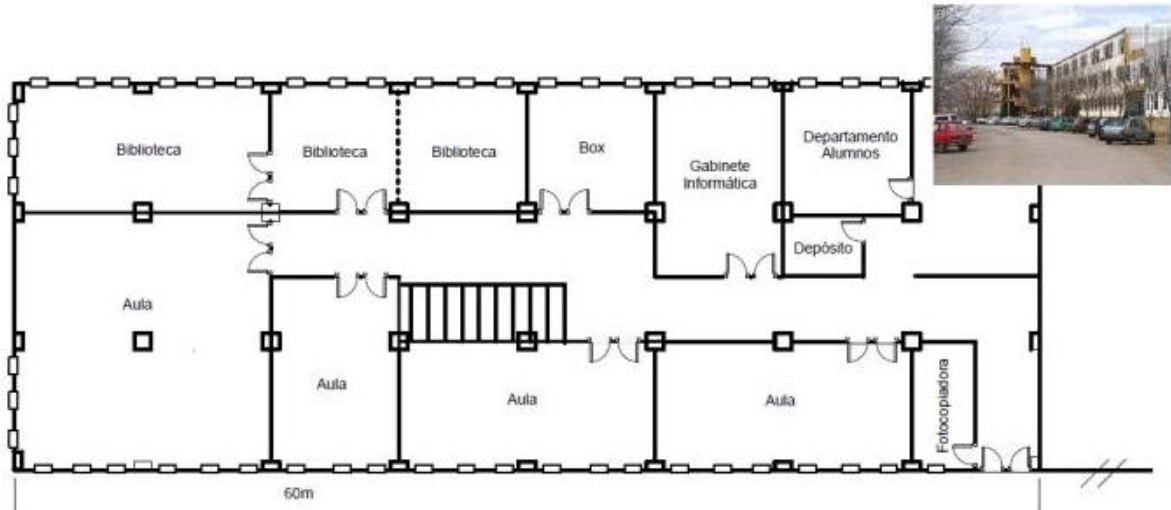 Biblioteca
Biblioteca
Biblioteca
Box
Gabinete
Informática
Departamento
Alumnos
Depósito
Aula
Aula
Aula
Aula
Fotocopiadora
60m